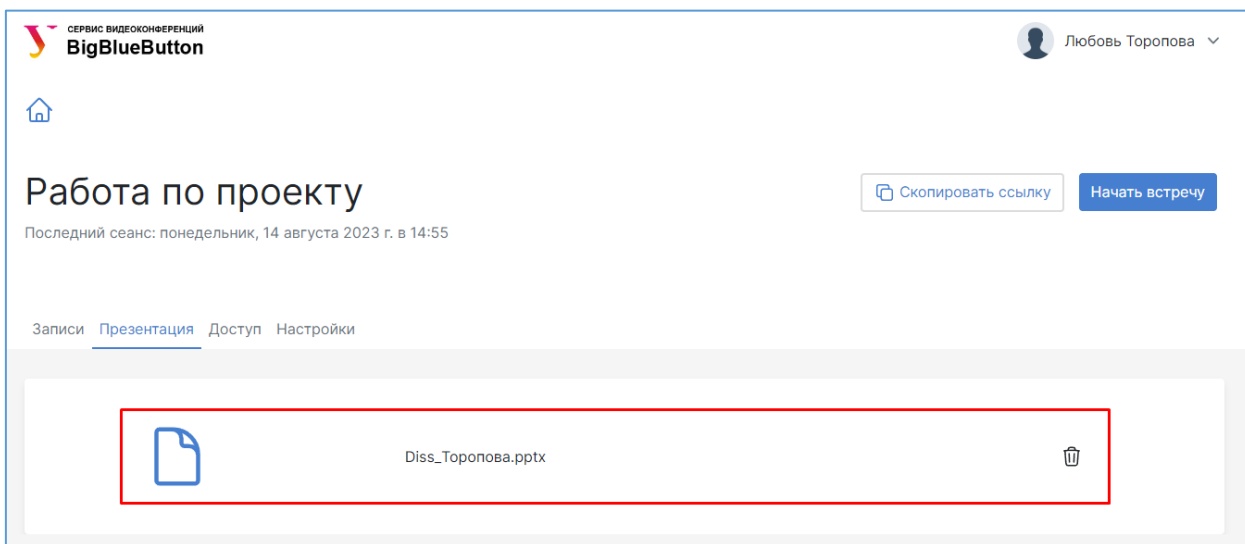 СЕРВИС ВИДЕОКОНФЕРЕНЦИЙ
BigBlueButton
Любовь Торопова
Работа по проекту
Скопировать ссылку
Начать встречу
Последний сеанс: понедельник, 14 августа 2023 г. в 14:55
Записи Презентация Доступ Настройки
Diss_Торопова.pptx